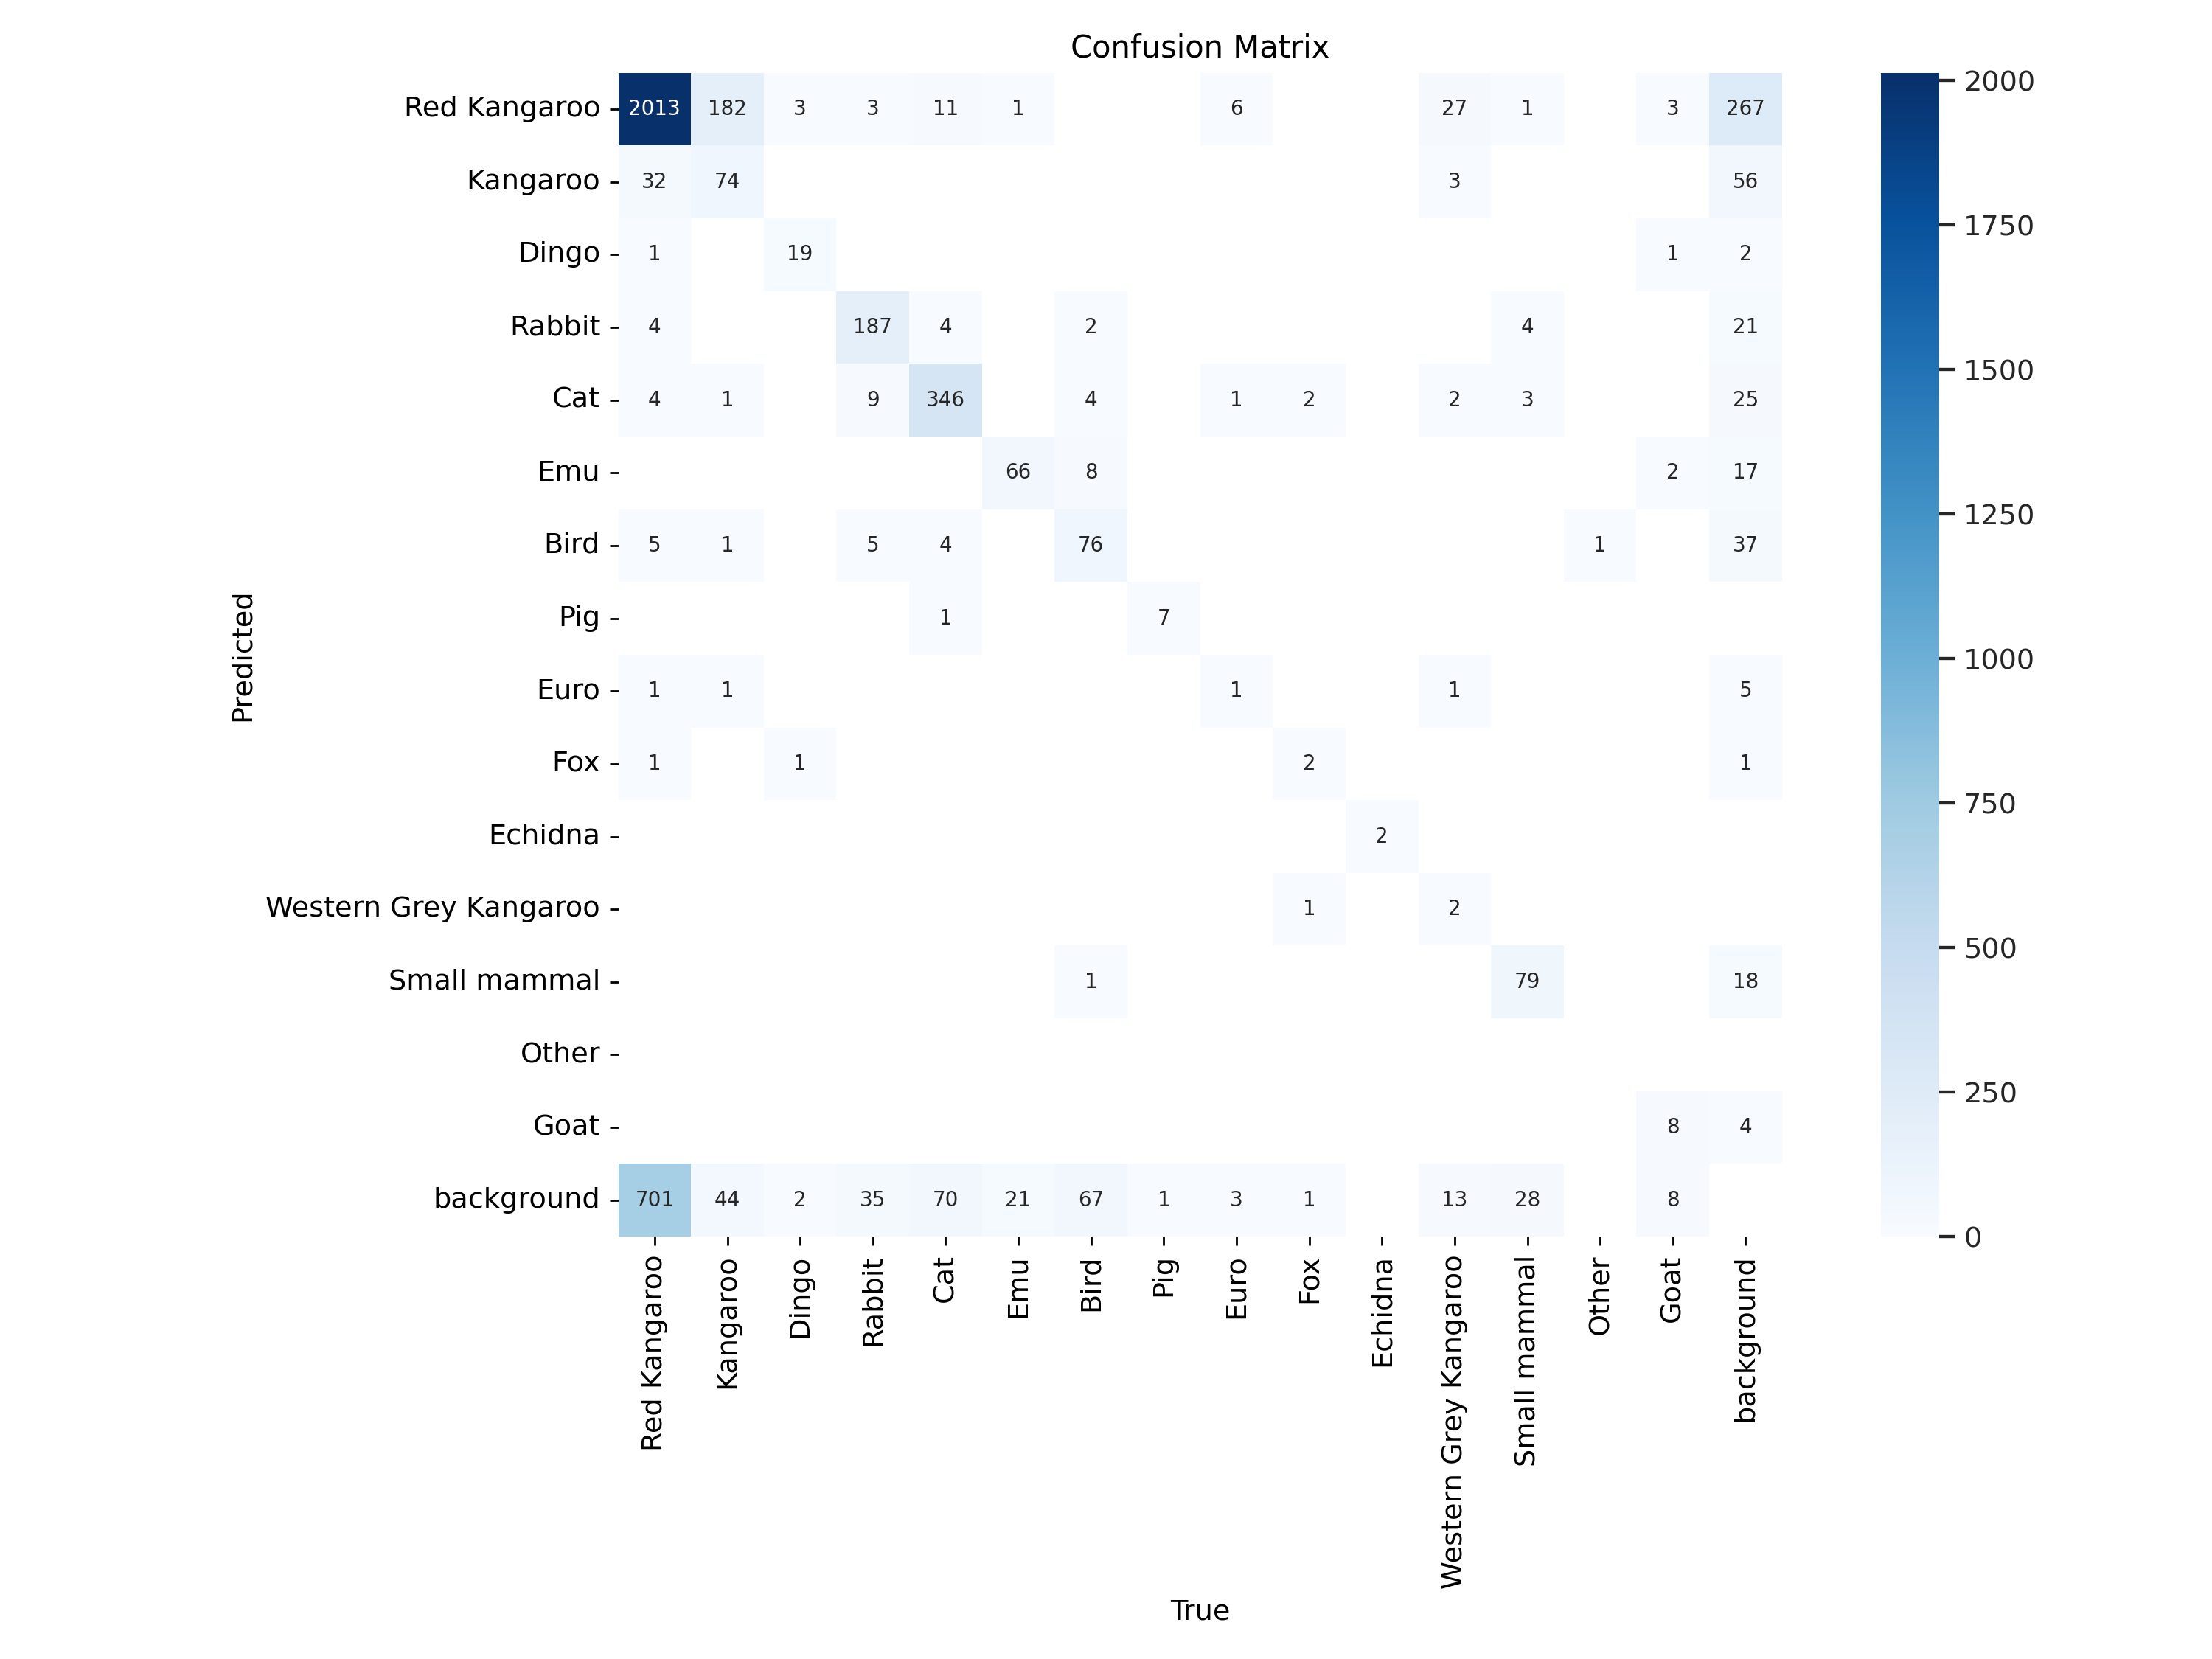 Confusion Matrix
Red Kangaroo 2013 182 3 3 11 1 6 27 1 3 267
Kangaroo 32 74 3 56
Dingo 1 19 1 2
Rabbit 4 187 4 2 4 21
Cat 4 1 9 346 4 1 2 2 3 25
Emu 66 8 2 17
Bird 5 1 5 4 76 1 37
Pig 1 7
Euro 1 1 1 1 5
Fox 1 1 2 1
Echidna 2
Western Grey Kangaroo 1 2
Small mammal 1 79 18
Other
Goat 8 4
background 701 44 2 35 70 21 67 1 3 1 13 28 8
Predicted
Red Kangaroo
Kangaroo
Dingo
Rabbit
Cat
Emu
Bird
Pig
Euro
Fox
Echidna
Western Grey Kangaroo
Small mammal
Other
Goat
background
True
2000
1750
1500
1250
1000
750
500
250
0